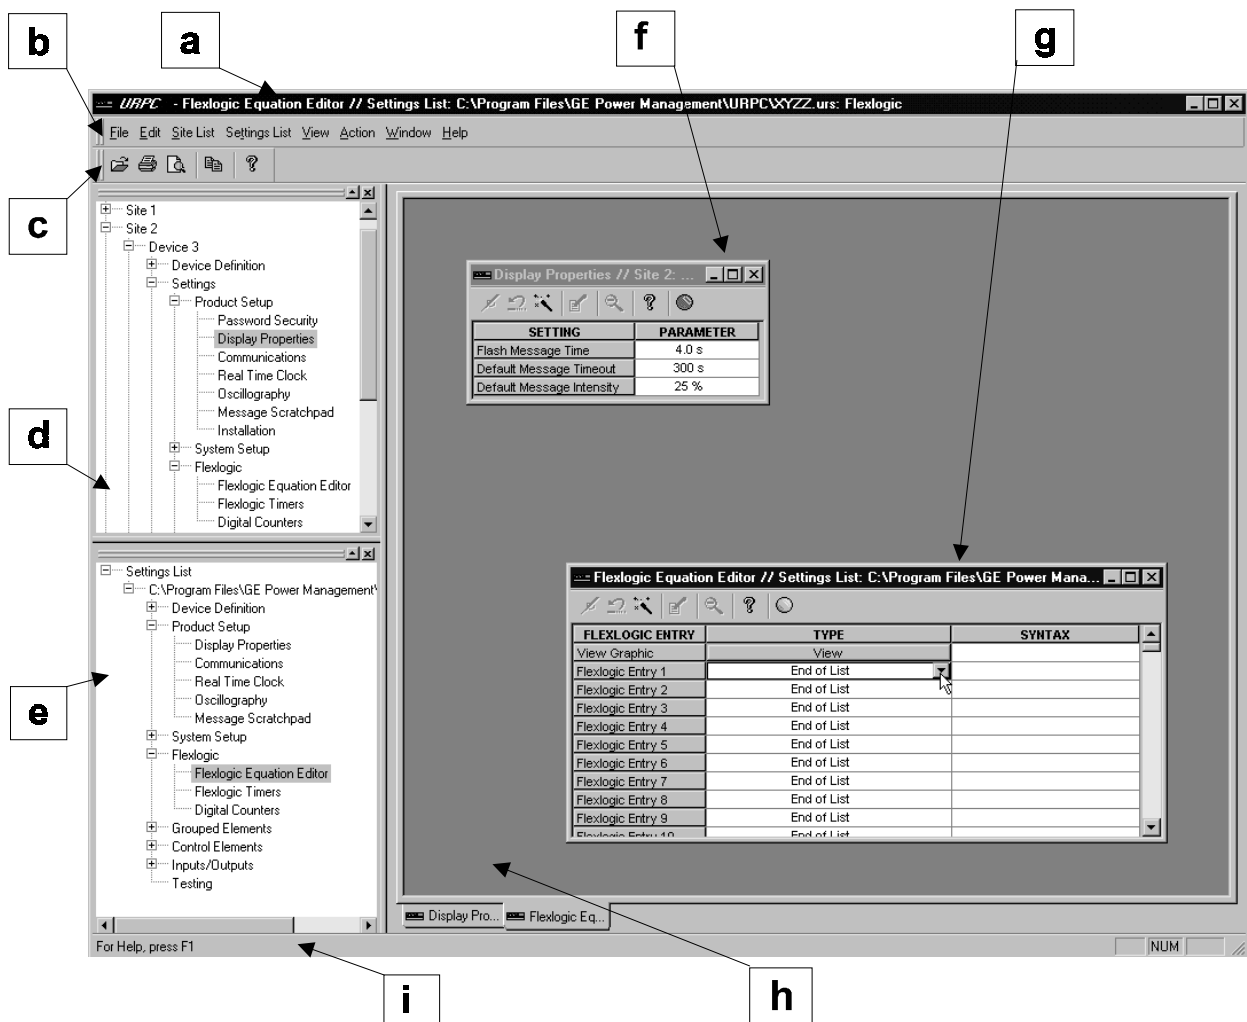 b
a
f
g
URPC - Flexlogic Equation Editor // Settings List: C:\Program Files\GE Power Management\URPC\XYZZ.urs: Flexlogic
File Edit Site List Settings List View Action Window Help
c
Site 1
Site 2
Device 3
Device Definition
Settings
Product Setup
Password Security
Display Properties
Communications
Real Time Clock
Oscillography
Message Scratchpad
Installation
System Setup
Flexlogic
Flexlogic Equation Editor
Flexlogic Timers
Digital Counters
d
Display Properties // Site 2: ...
SETTING PARAMETER
Flash Message Time 4.0 s
Default Message Timeout 300 s
Default Message Intensity 25 %
Settings List
C:\Program Files\GE Power Management\
Device Definition
Product Setup
Display Properties
Communications
Real Time Clock
Oscillography
Message Scratchpad
System Setup
Flexlogic
Flexlogic Equation Editor
Flexlogic Timers
Digital Counters
Grouped Elements
Control Elements
Inputs/Outputs
Testing
e
Flexlogic Equation Editor // Settings List: C:\Program Files\GE Power Mana...
FLEXLOGIC ENTRY TYPE SYNTAX
View Graphic View
Flexlogic Entry 1 End of List
Flexlogic Entry 2 End of List
Flexlogic Entry 3 End of List
Flexlogic Entry 4 End of List
Flexlogic Entry 5 End of List
Flexlogic Entry 6 End of List
Flexlogic Entry 7 End of List
Flexlogic Entry 8 End of List
Flexlogic Entry 9 End of List
Flexlogic Entry 10 End of List
Display Pro... Flexlogic Eq...
For Help, press F1 NUM
i
h